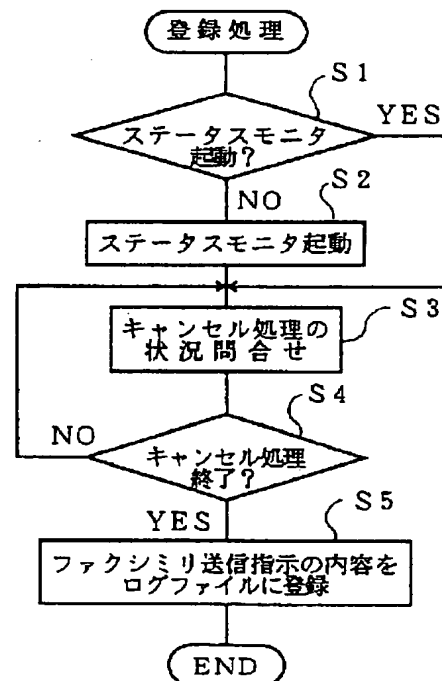 登録処理
S1
ステータスモニタ
起動?
YES
NO
S2
ステータスモニタ起動
S3
キャンセル処理の
状況問合せ
S4
キャンセル処理
終了?
NO
YES
S5
ファクシミリ送信指示の内容を
ログファイルに登録
END